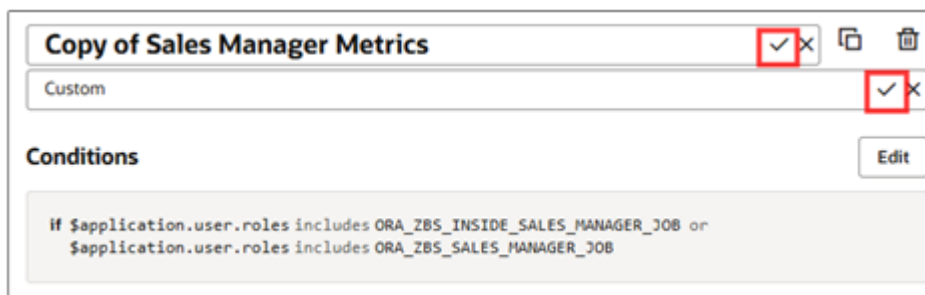 Copy of Sales Manager Metrics
Custom
Conditions
Edit
if $application.user.roles includes ORA_ZBS_INSIDE_SALES_MANAGER_JOB or
$application.user.roles includes ORA_ZBS_SALES_MANAGER_JOB